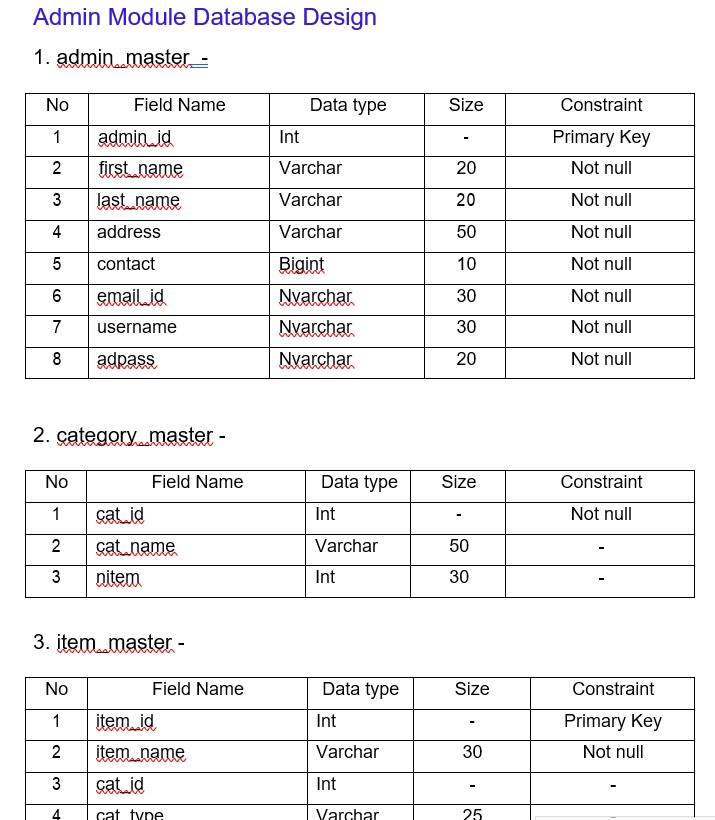 Admin Module Database Design
1. admin_master -
No Field Name Data type Size Constraint
1 admin_id Int - Primary Key
2 first_name Varchar 20 Not null
3 last_name Varchar 20 Not null
4 address Varchar 50 Not null
5 contact Bigint 10 Not null
6 email_id Nvarchar 30 Not null
7 username Nvarchar 30 Not null
8 adpass Nvarchar 20 Not null
2. category_master -
No Field Name Data type Size Constraint
1 cat_id Int - Not null
2 cat_name Varchar 50 -
3 nitem Int 30 -
3. item_master -
No Field Name Data type Size Constraint
1 item_id Int - Primary Key
2 item_name Varchar 30 Not null
3 cat_id Int - -
4 cat_type Varchar 25 -